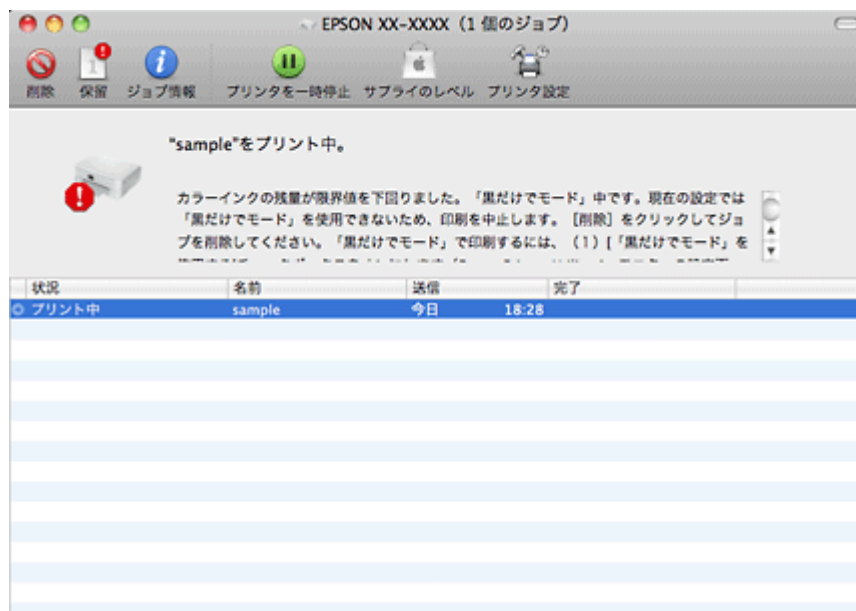 EPSON XX-XXXX（1 個のジョブ）
削除 保留 ジョブ情報 プリンタを一時停止 サプライのレベル プリンタ設定
“sample”をプリント中。
カラーインクの残量が限界値を下回りました。「黒だけでモード」中です。現在の設定では
「黒だけでモード」を使用できないため、印刷を中止します。［削除］をクリックしてジョ
ブを削除してください。「黒だけでモード」で印刷するには、（1）[「黒だけでモード」を
状況 名前 送信 完了
プリント中 sample 今日 18:28